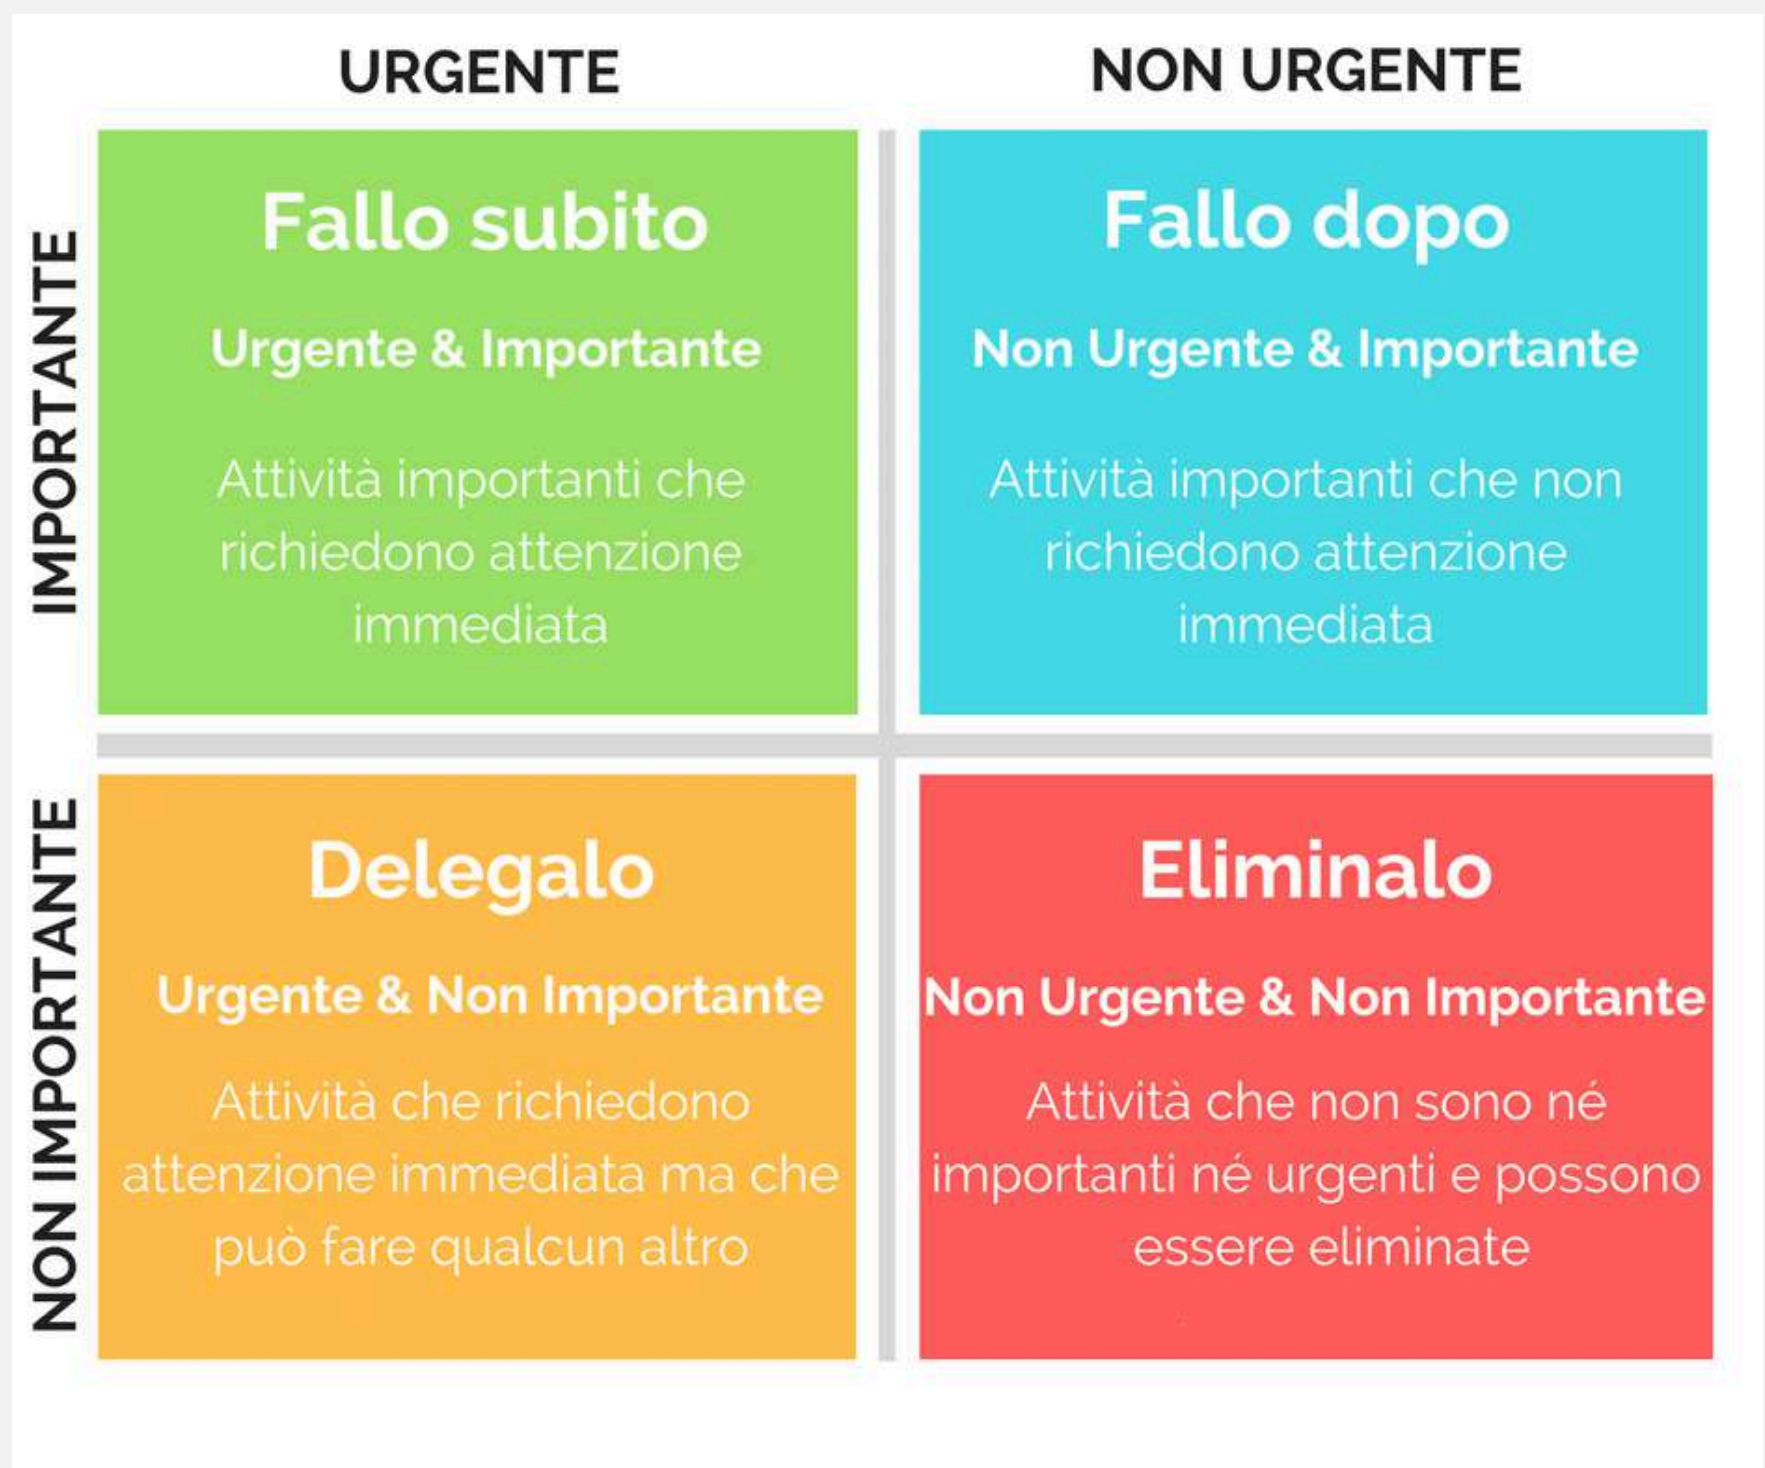 URGENTE
NON URGENTE
IMPORTANTE
Fallo subito
Urgente & Importante
Attività importanti che
richiedono attenzione
immediata
Fallo dopo
Non Urgente & Importante
Attività importanti che non
richiedono attenzione
immediata
NON IMPORTANTE
Delegalo
Urgente & Non Importante
Attività che richiedono
attenzione immediata ma che
può fare qualcun altro
Eliminalo
Non Urgente & Non Importante
Attività che non sono né
importanti né urgenti e possono
essere eliminate